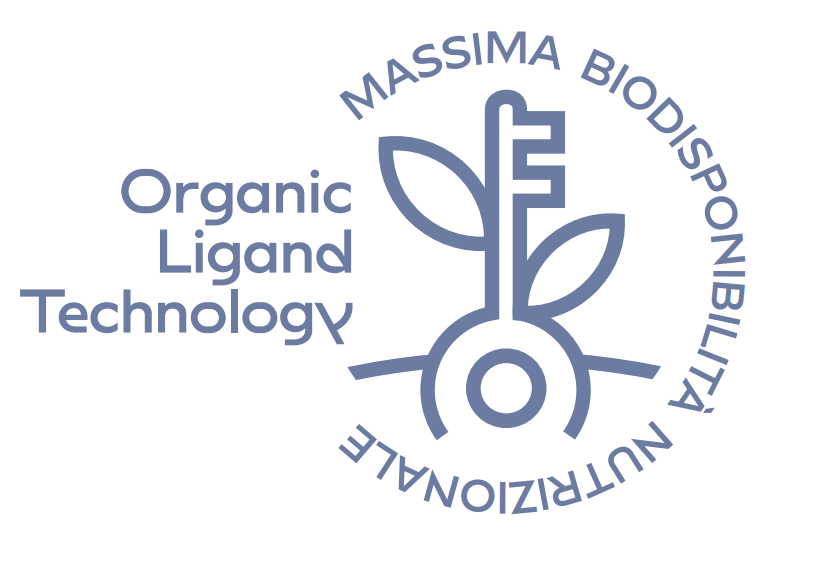 Organic
Ligand
Technology
MASSIMA BIODISPONIBILITÀ NUTRIZIONALE